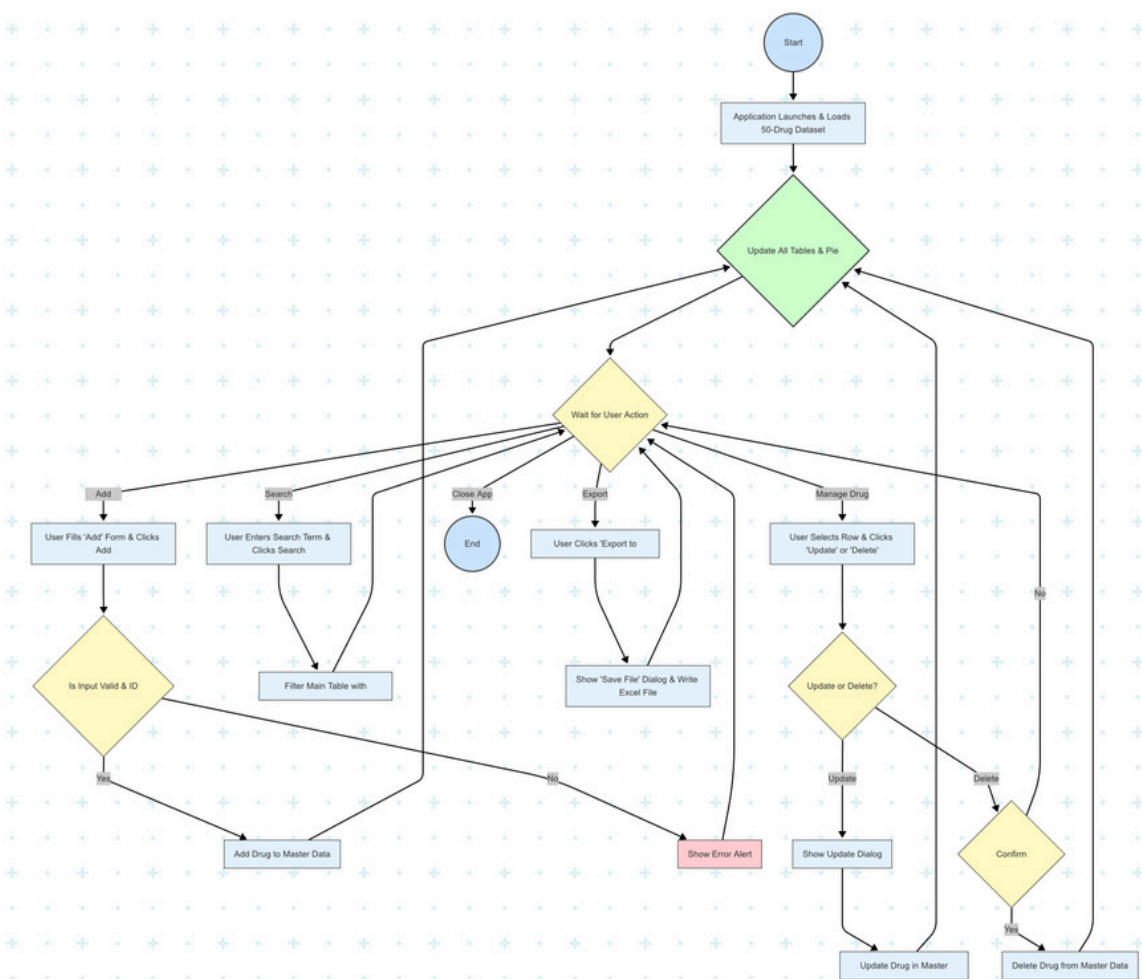 Start
Application Launches & Loads
50-Drug Dataset
Update All Tables & Pie
Wait for User Action
Add
Search
Close App
Export
Manage Drug
User Fills 'Add' Form & Clicks
Add
User Enters Search Term &
Clicks Search
End
User Clicks 'Export to
User Selects Row & Clicks
'Update' or 'Delete'
No
Is Input Valid & ID
Filter Main Table with
Show 'Save File' Dialog & Write
Excel File
Update or Delete?
Yes
No
Update
Delete
Add Drug to Master Data
Show Error Alert
Show Update Dialog
Confirm
Yes
Update Drug in Master
Delete Drug from Master Data